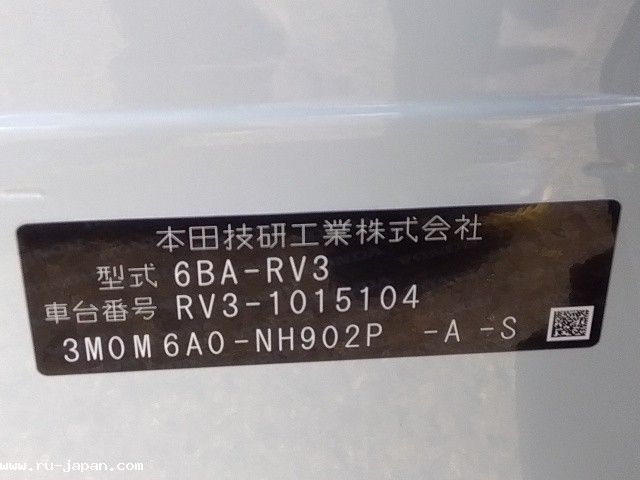 本田技研工業株式会社
型式 6BA-RV3
車台番号 RV3-1015104
3M0M6A0-NH902P -A -S
www.ru-japan.com